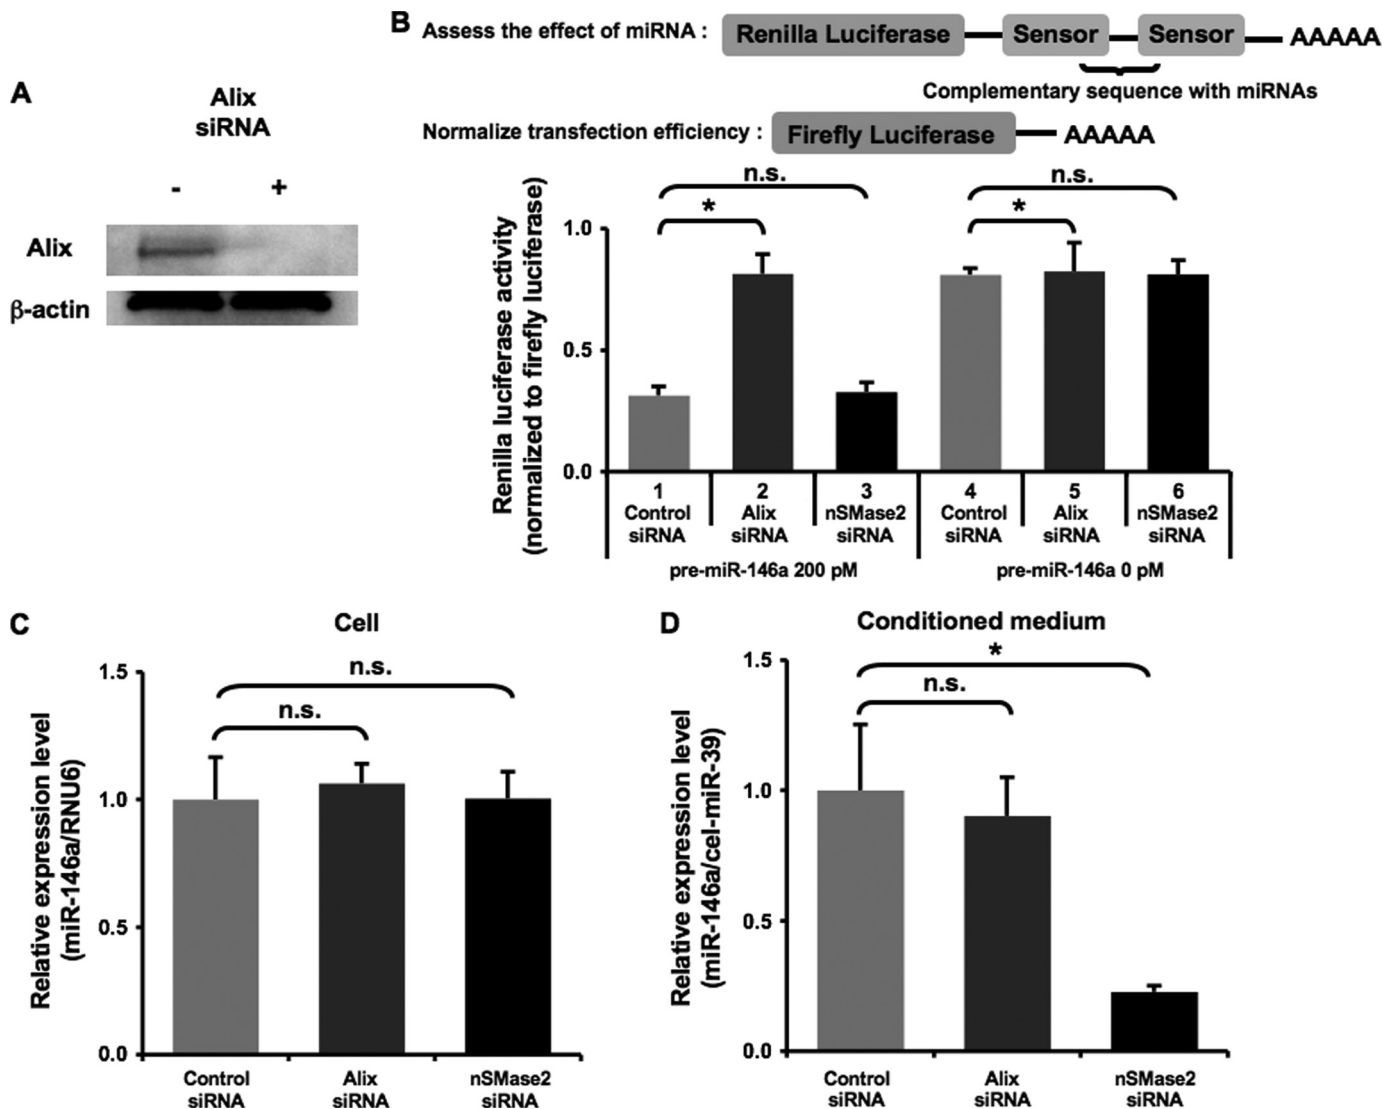 A
Alix
siRNA
-
+
Alix
β-actin
B
Assess the effect of miRNA :
Renilla Luciferase
Sensor
Sensor
AAAAA
Complementary sequence with miRNAs
Normalize transfection efficiency :
Firefly Luciferase
AAAAA
Renilla luciferase activity
(normalized to firefly luciferase)
n.s.
*
n.s.
*
1.0
0.5
0.0
1
Control
siRNA
2
Alix
siRNA
3
nSMase2
siRNA
4
Control
siRNA
5
Alix
siRNA
6
nSMase2
siRNA
pre-miR-146a 200 pM
pre-miR-146a 0 pM
C
Cell
Relative expression level
(miR-146a/RNU6)
n.s.
n.s.
1.5
1.0
0.5
0.0
Control
siRNA
Alix
siRNA
nSMase2
siRNA
D
Conditioned medium
Relative expression level
(miR-146a/cel-miR-39)
*
n.s.
1.5
1.0
0.5
0.0
Control
siRNA
Alix
siRNA
nSMase2
siRNA